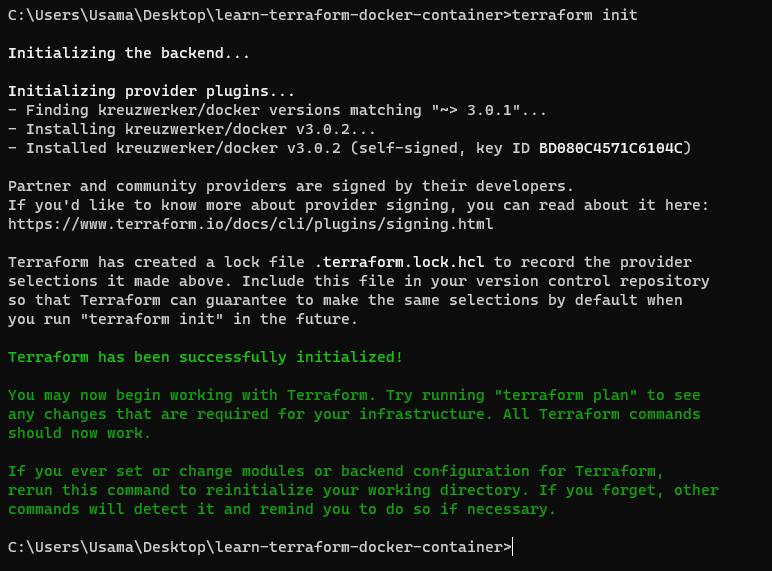 C:\Users\Usama\Desktop\learn-terraform-docker-container>terraform init
Initializing the backend...
Initializing provider plugins...
- Finding kreuzwerker/docker versions matching "~> 3.0.1"...
- Installing kreuzwerker/docker v3.0.2...
- Installed kreuzwerker/docker v3.0.2 (self-signed, key ID BD080C4571C6104C)
Partner and community providers are signed by their developers.
If you'd like to know more about provider signing, you can read about it here:
https://www.terraform.io/docs/cli/plugins/signing.html
Terraform has created a lock file .terraform.lock.hcl to record the provider
selections it made above. Include this file in your version control repository
so that Terraform can guarantee to make the same selections by default when
you run "terraform init" in the future.
Terraform has been successfully initialized!
You may now begin working with Terraform. Try running "terraform plan" to see
any changes that are required for your infrastructure. All Terraform commands
should now work.
If you ever set or change modules or backend configuration for Terraform,
rerun this command to reinitialize your working directory. If you forget, other
commands will detect it and remind you to do so if necessary.
C:\Users\Usama\Desktop\learn-terraform-docker-container>